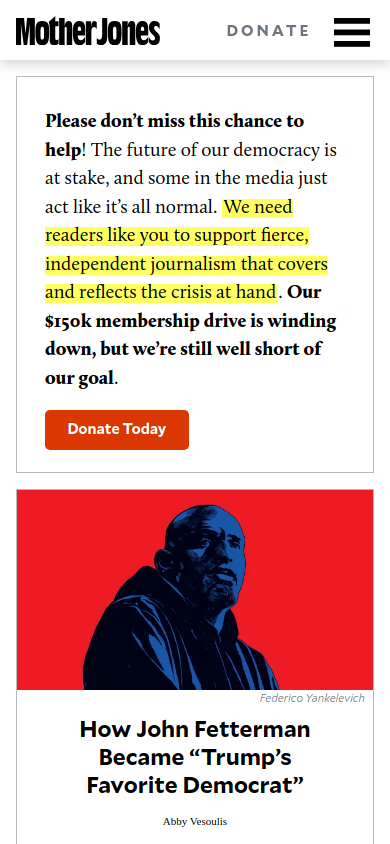 Mother Jones
DONATE
Please don’t miss this chance to
help! The future of our democracy is
at stake, and some in the media just
act like it’s all normal. We need
readers like you to support fierce,
independent journalism that covers
and reflects the crisis at hand. Our
$150k membership drive is winding
down, but we’re still well short of
our goal.
Donate Today
Federico Yankelevich
How John Fetterman
Became “Trump’s
Favorite Democrat”
Abby Vesoulis